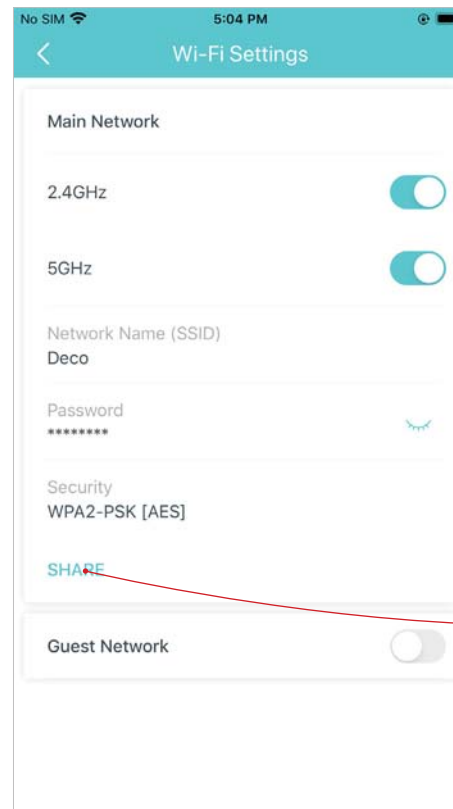 No SIM 5:04 PM
Wi-Fi Settings
Main Network
2.4GHz
5GHz
Network Name (SSID)
Deco
Password
********
Security
WPA2-PSK [AES]
SHARE
Guest Network